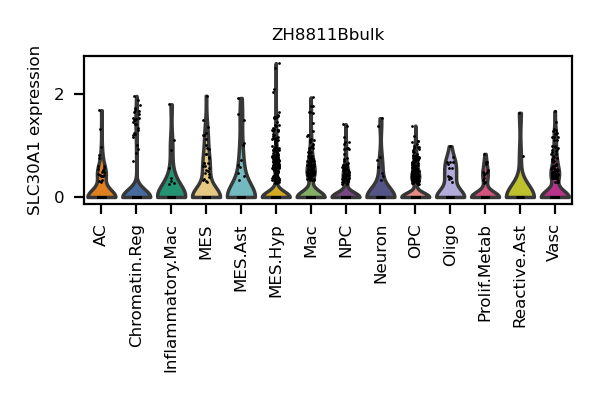 ZH8811Bbulk
SLC30A1 expression
2
0
AC
Chromatin.Reg
Inflammatory.Mac
MES
MES.Ast
MES.Hyp
Mac
NPC
Neuron
OPC
Oligo
Prolif.Metab
Reactive.Ast
Vasc